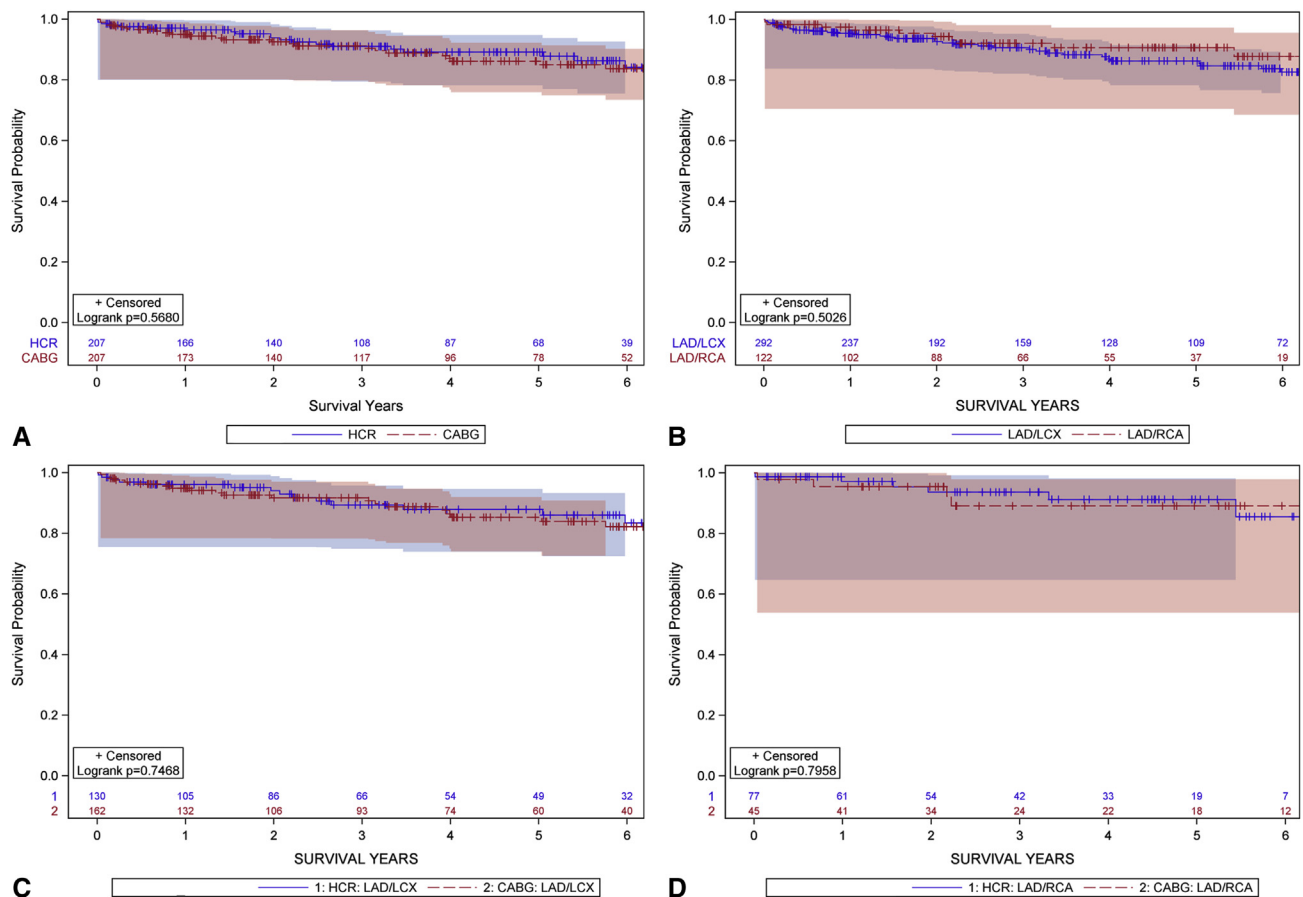 1.0
0.8
0.6
0.4
0.2
0.0
Survival Probability
+ Censored
Logrank p=0.5680
HCR 207 166 140 108 87 68 39
CABG 207 173 140 117 96 78 52
0 1 2 3 4 5 6
Survival Years
A
HCR CABG
1.0
0.8
0.6
0.4
0.2
0.0
Survival Probability
+ Censored
Logrank p=0.5026
LAD/LCX 292 237 192 159 128 109 72
LAD/RCA 122 102 88 66 55 37 19
0 1 2 3 4 5 6
SURVIVAL YEARS
B
LAD/LCX LAD/RCA
1.0
0.8
0.6
0.4
0.2
0.0
Survival Probability
+ Censored
Logrank p=0.7468
1 130 105 86 66 54 49 32
2 162 132 106 93 74 60 40
0 1 2 3 4 5 6
SURVIVAL YEARS
C
1: HCR: LAD/LCX 2: CABG: LAD/LCX
1.0
0.8
0.6
0.4
0.2
0.0
Survival Probability
+ Censored
Logrank p=0.7958
1 77 61 54 42 33 19 7
2 45 41 34 24 22 18 12
0 1 2 3 4 5 6
SURVIVAL YEARS
D
1: HCR: LAD/RCA 2: CABG: LAD/RCA